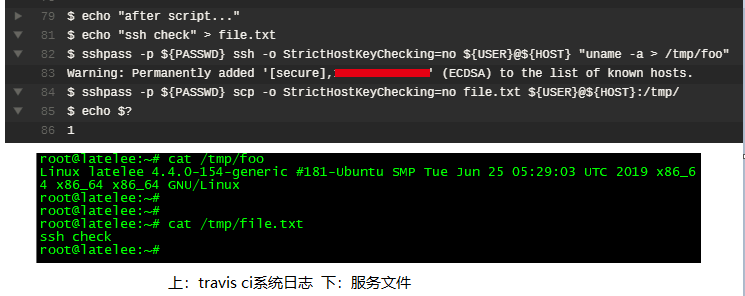 79 $ echo "after script..."
81 $ echo "ssh check" > file.txt
82 $ sshpass -p ${PASSWD} ssh -o StrictHostKeyChecking=no ${USER}@${HOST} "uname -a > /tmp/foo"
83 Warning: Permanently added '[secure], ' (ECDSA) to the list of known hosts.
84 $ sshpass -p ${PASSWD} scp -o StrictHostKeyChecking=no file.txt ${USER}@${HOST}:/tmp/
85 $ echo $?
86 1
root@latelee:~# cat /tmp/foo
Linux latelee 4.4.0-154-generic #181-Ubuntu SMP Tue Jun 25 05:29:03 UTC 2019 x86_6
4 x86_64 x86_64 GNU/Linux
root@latelee:~#
root@latelee:~#
root@latelee:~# cat /tmp/file.txt
ssh check
root@latelee:~#
上：travis ci系统日志 下：服务文件